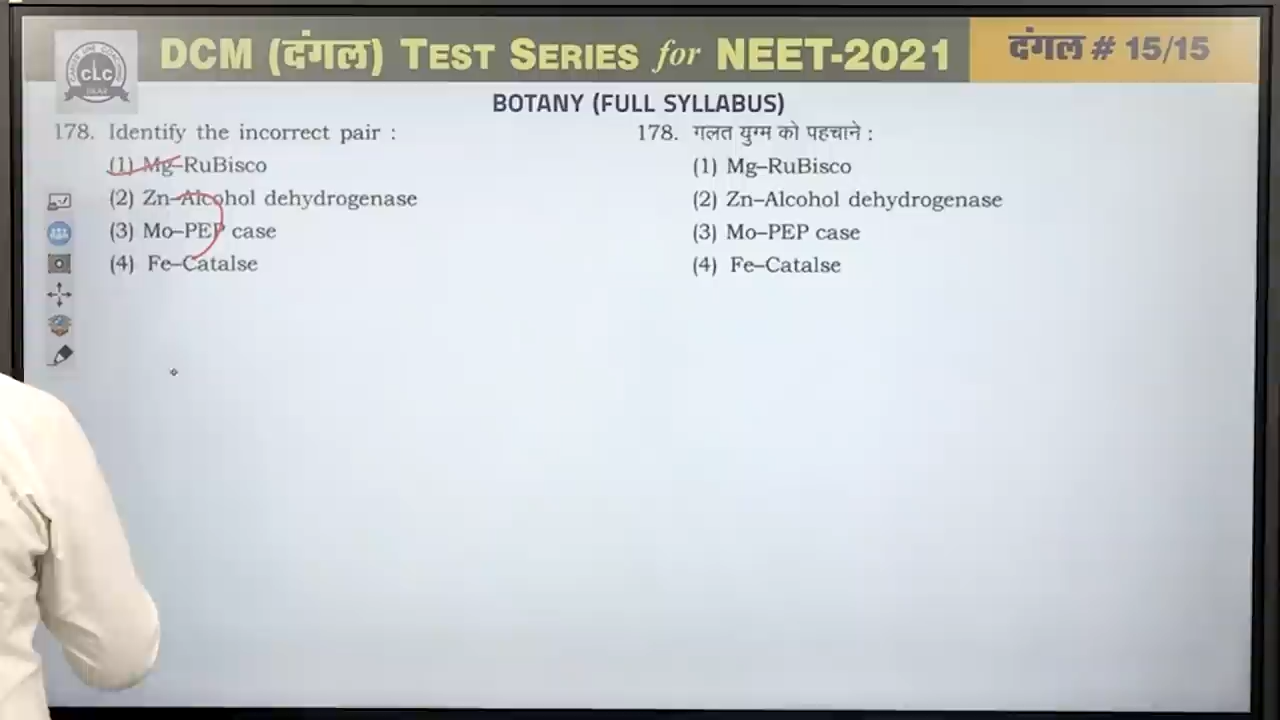 DCM (दंगल) TEST SERIES for NEET-2021
दंगल # 15/15
CLC
BOTANY (FULL SYLLABUS)
178. Identify the incorrect pair :
(1) Mg–RuBisco
(2) Zn–Alcohol dehydrogenase
(3) Mo–PEP case
(4) Fe–Catalse
178. गलत युग्म को पहचाने :
(1) Mg–RuBisco
(2) Zn–Alcohol dehydrogenase
(3) Mo–PEP case
(4) Fe–Catalse